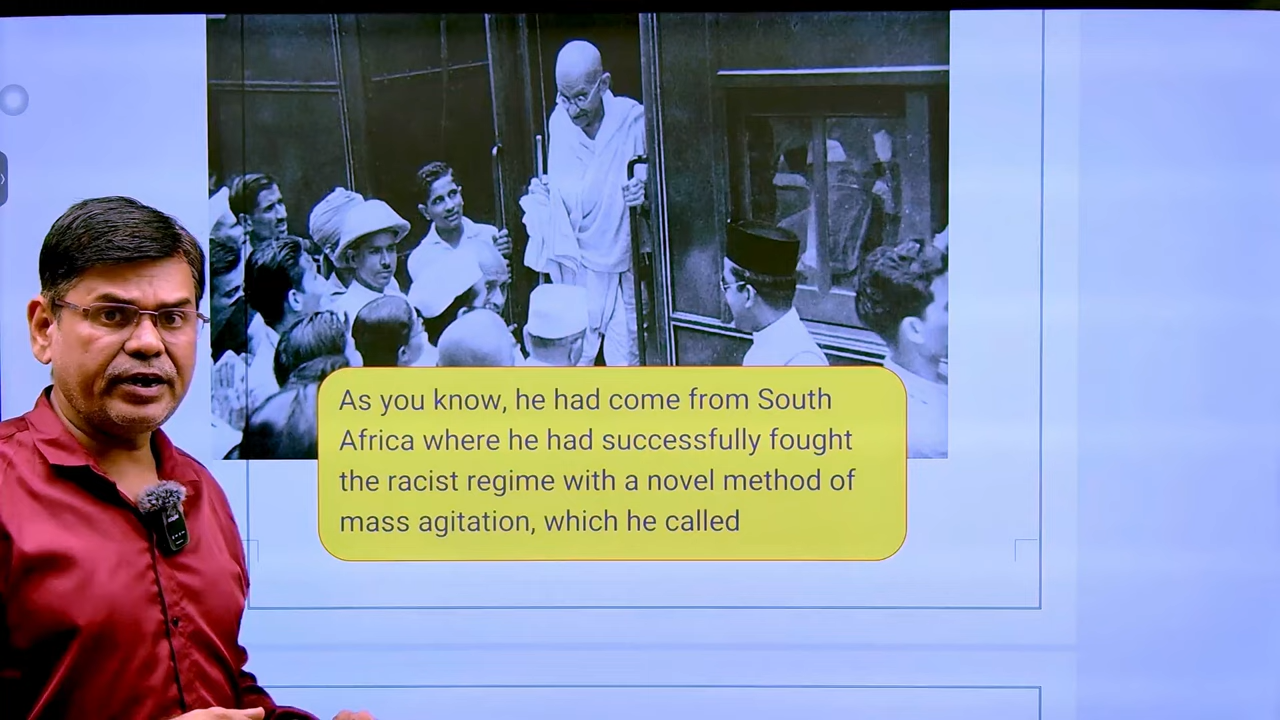 As you know, he had come from South
Africa where he had successfully fought
the racist regime with a novel method of
mass agitation, which he called